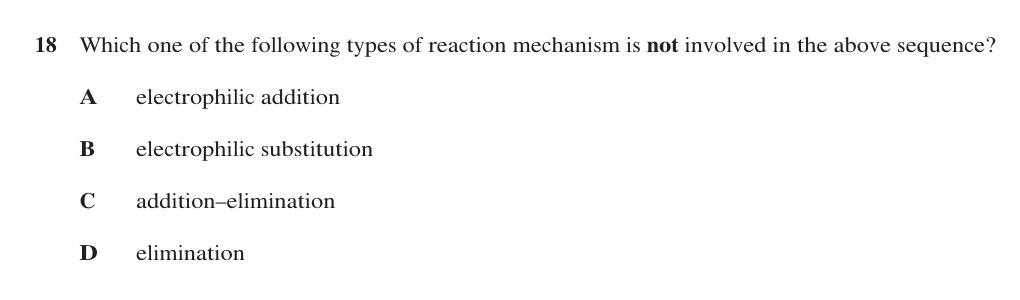 18 Which one of the following types of reaction mechanism is not involved in the above sequence?
A electrophilic addition
B electrophilic substitution
C addition–elimination
D elimination